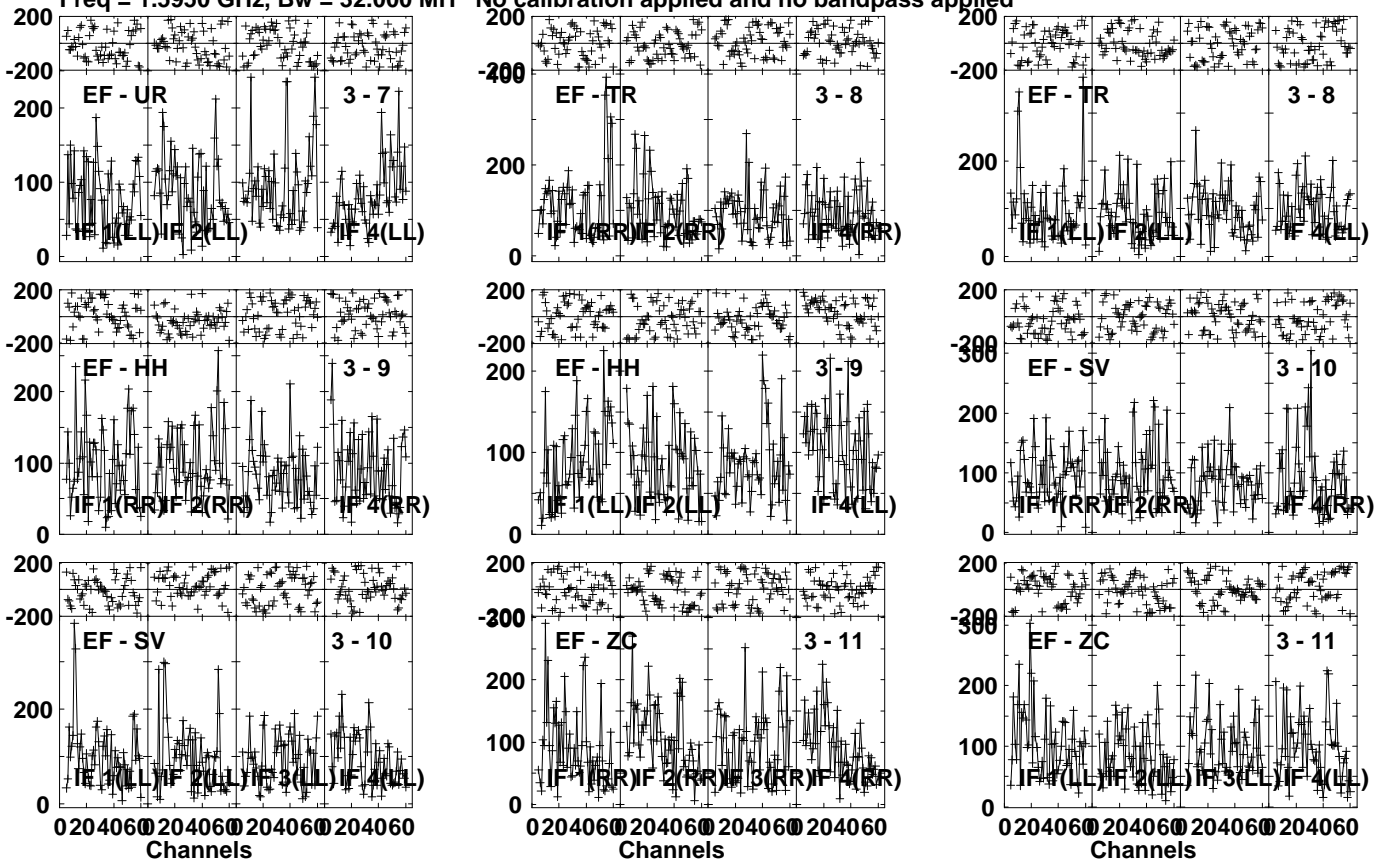 Freq = 1.5950 GHz, Bw = 32.000 MH No calibration applied and no bandpass applied
200
-200
EF - UR 3 - 7
200
100
0
IF 1(LL) IF 2(LL) IF 4(LL)
200
-200
400
EF - TR 3 - 8
200
0
IF 1(RR) IF 2(RR) IF 4(RR)
200
-200
EF - TR 3 - 8
200
0
IF 1(LL) IF 2(LL) IF 4(LL)
200
-200
EF - HH 3 - 9
200
100
0
IF 1(RR) IF 2(RR) IF 4(RR)
200
-200
EF - HH 3 - 9
200
100
0
IF 1(LL) IF 2(LL) IF 4(LL)
200
-200
300
EF - SV 3 - 10
200
100
0
IF 1(RR) IF 2(RR) IF 4(RR)
200
-200
EF - SV 3 - 10
200
0
IF 1(LL) IF 2(LL) IF 3(LL) IF 4(LL)
0 20 40 60 0 20 40 60 0 20 40 60 0 20 40 60
Channels
200
-200
300
EF - ZC 3 - 11
200
100
0
IF 1(RR) IF 2(RR) IF 3(RR) IF 4(RR)
0 20 40 60 0 20 40 60 0 20 40 60 0 20 40 60
Channels
200
-200
300
EF - ZC 3 - 11
200
100
0
IF 1(LL) IF 2(LL) IF 3(LL) IF 4(LL)
0 20 40 60 0 20 40 60 0 20 40 60 0 20 40 60
Channels